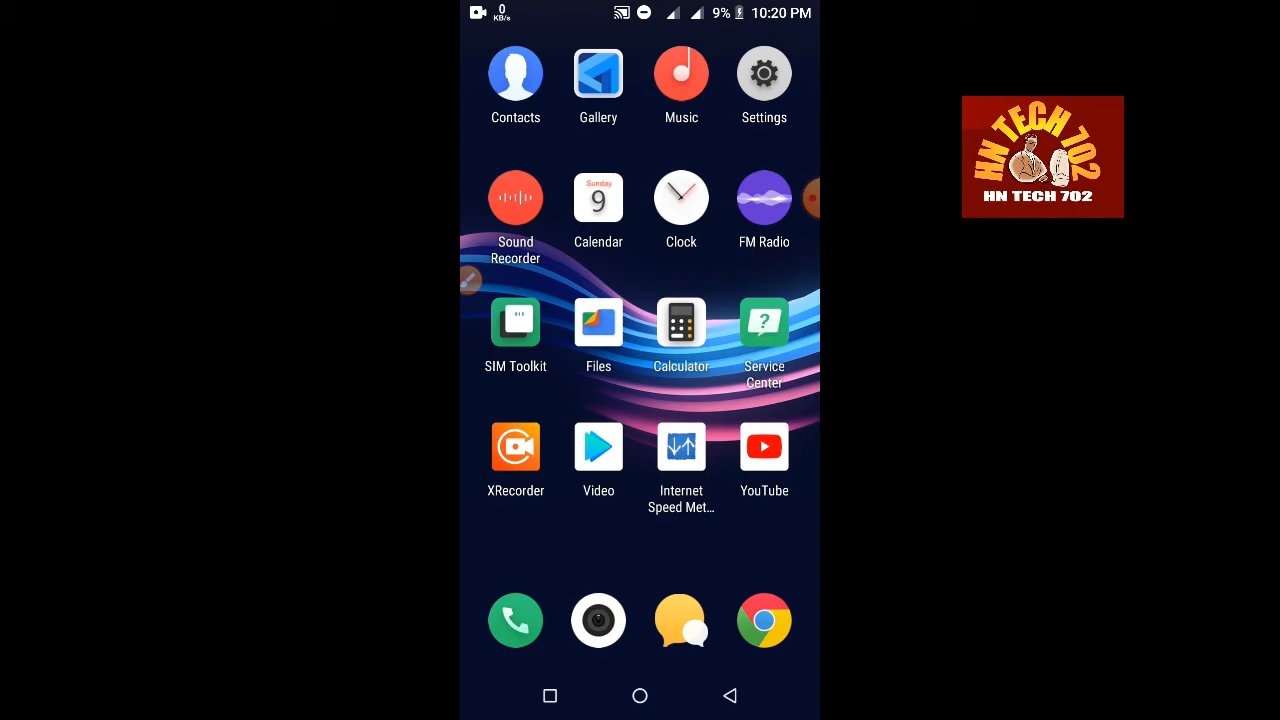 0
KB/s
9%
10:20 PM
Contacts
Gallery
Music
Settings
Sunday
9
Sound
Recorder
Calendar
Clock
FM Radio
?
SIM Toolkit
Files
Calculator
Service
Center
XRecorder
Video
Internet
Speed Met...
YouTube
HN TECH 702
HN TECH 702